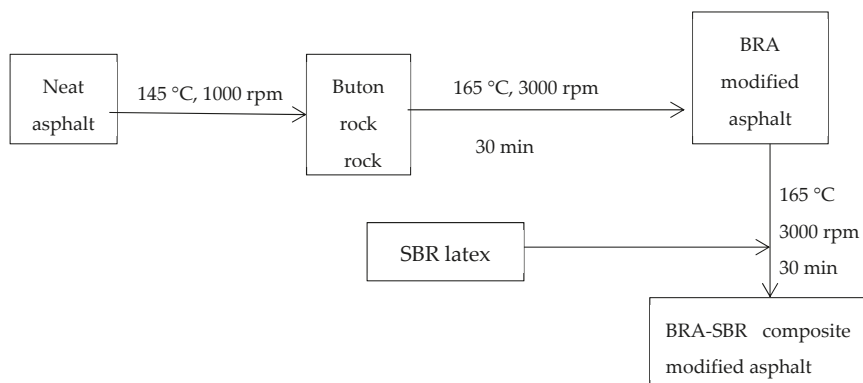 Neat
asphalt
145 °C, 1000 rpm
Buton
rock
rock
165 °C, 3000 rpm
30 min
BRA
modified
asphalt
165 °C
3000 rpm
30 min
SBR latex
BRA-SBR composite
modified asphalt